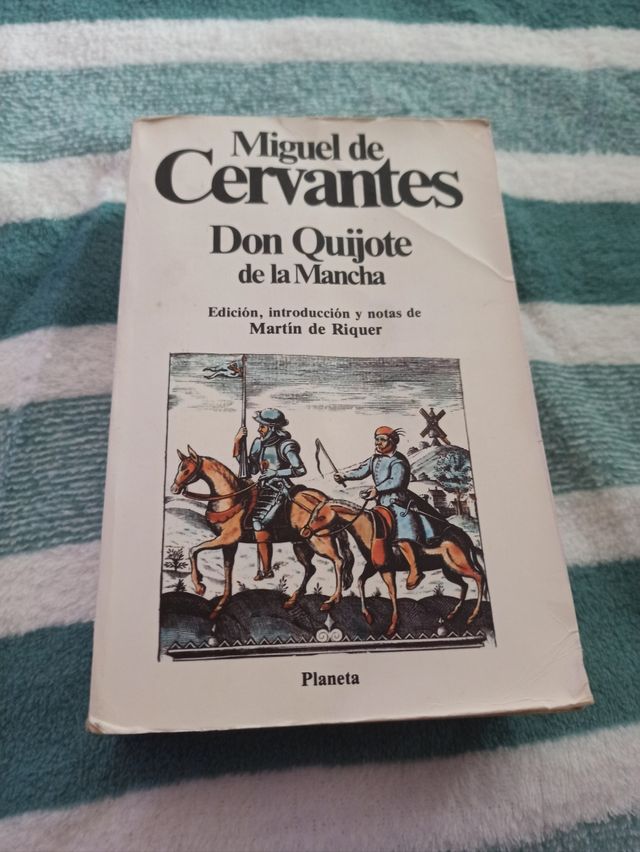 Miguel de
Cervantes
Don Quijote
de la Mancha
Edición, introducción y notas de
Martín de Riquer
Planeta